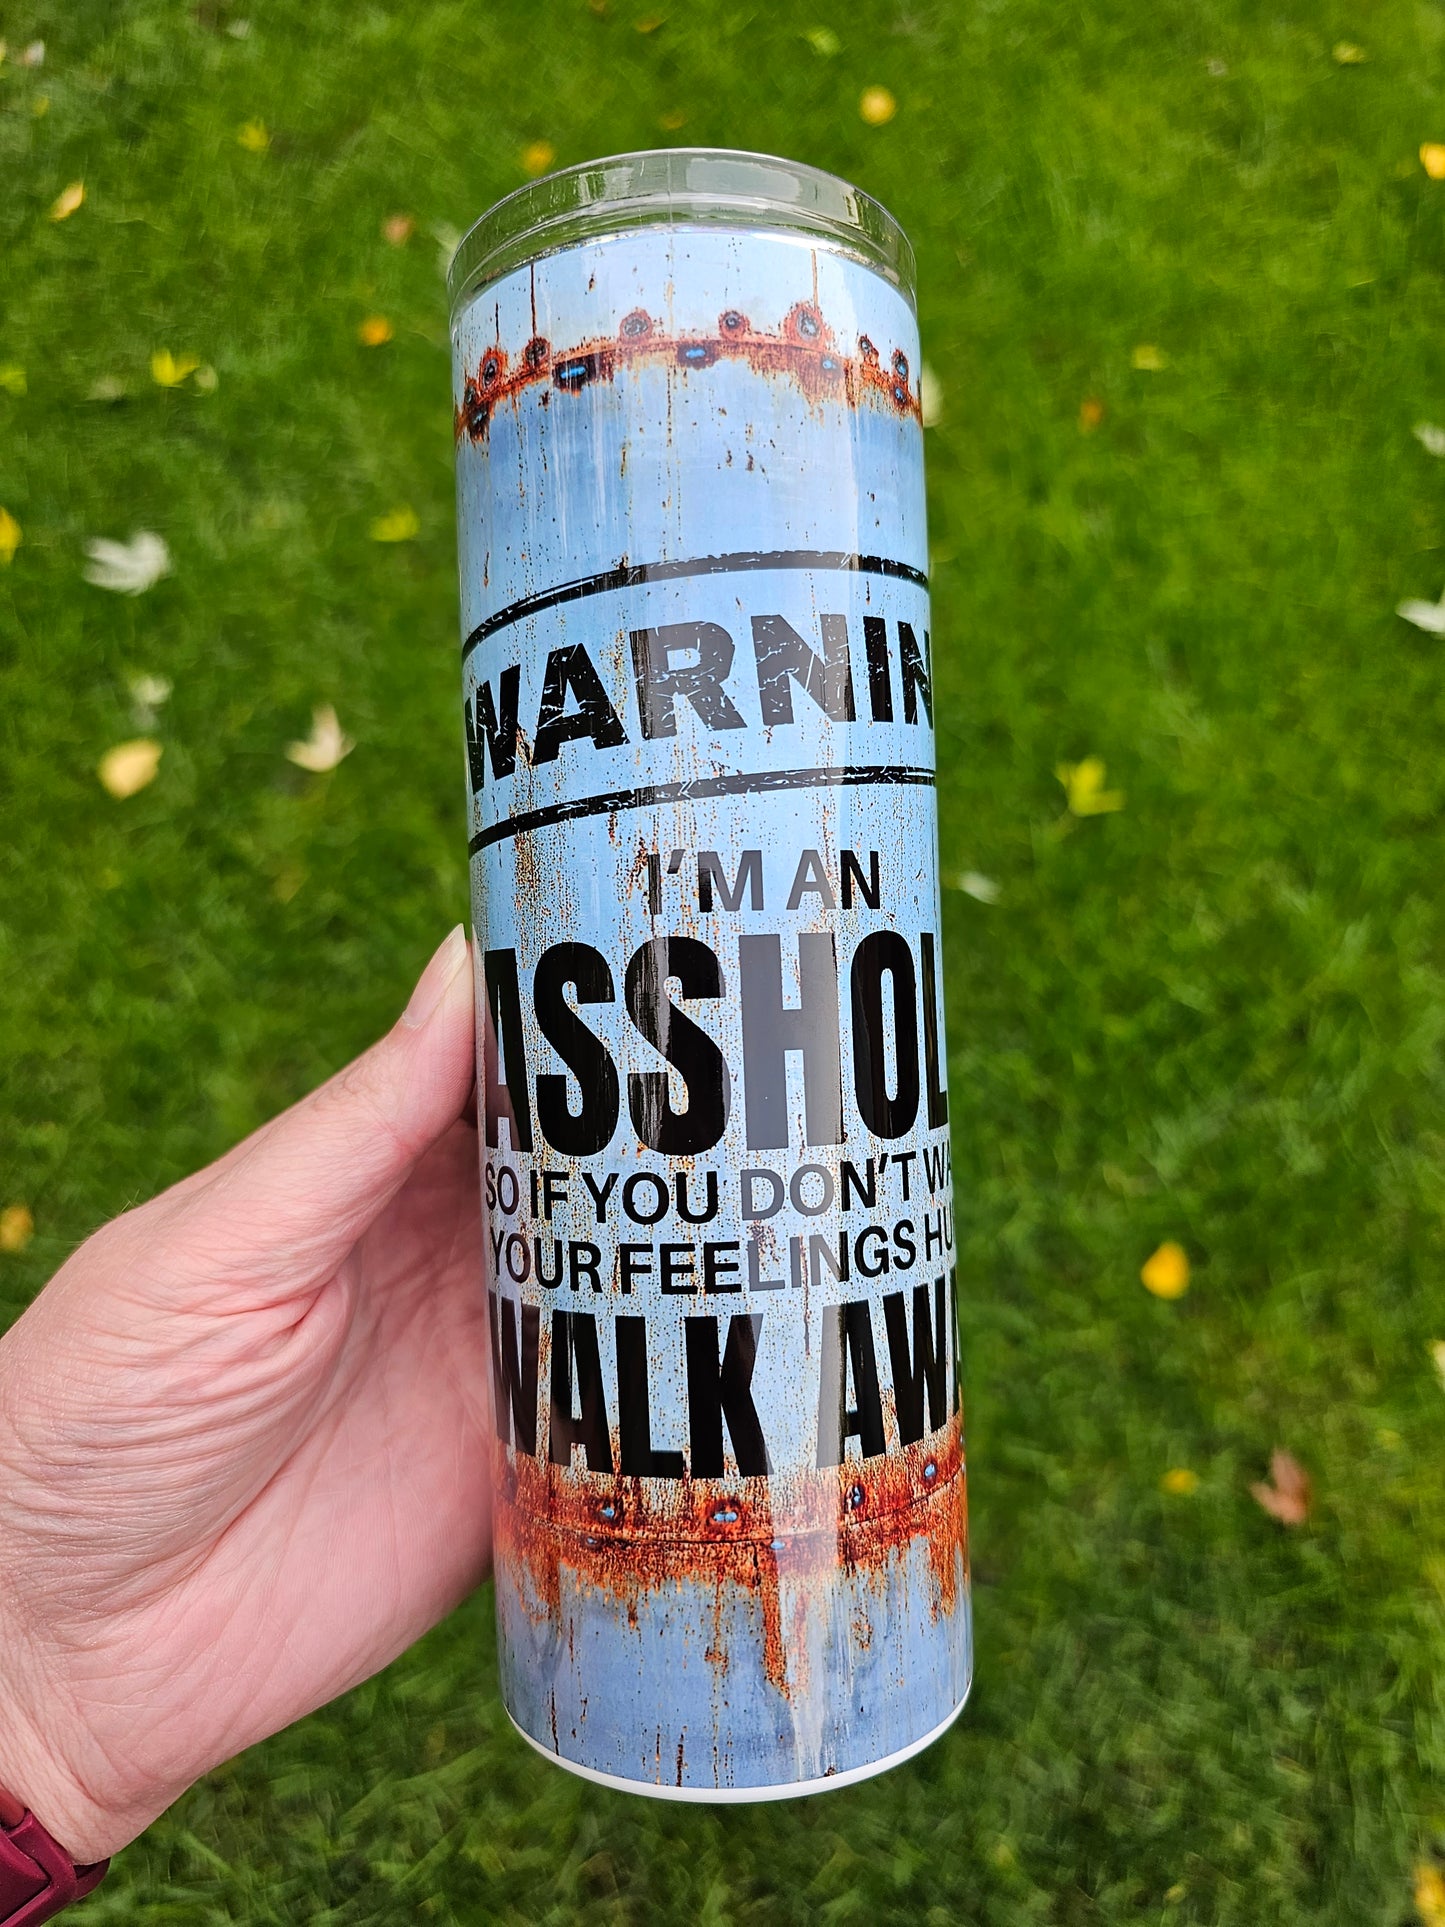 WARNIN
I'M AN
ASSHOL
SO IF YOU DON'T WA
YOUR FEELINGS HU
WALK AWA